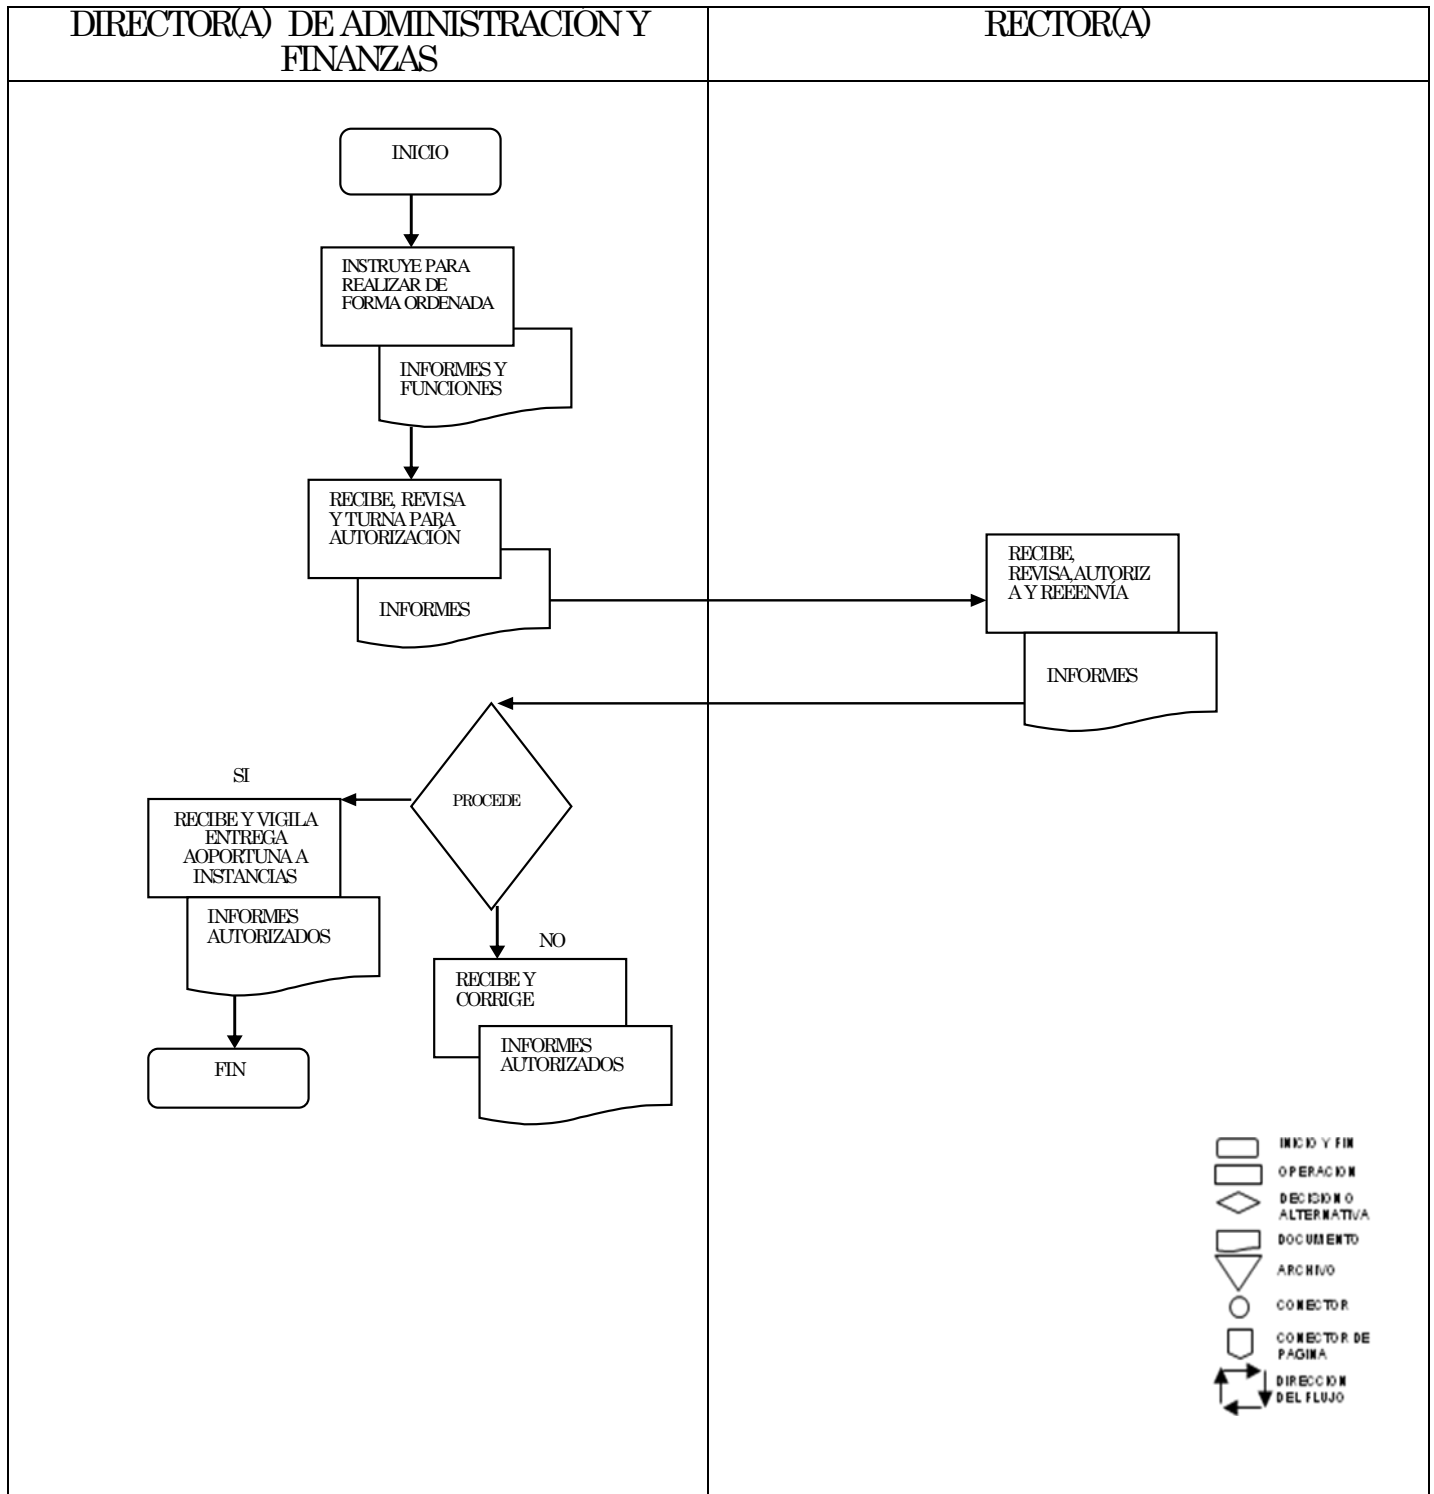 DIRECTOR(A) DE ADMINISTRACIÓN Y
FINANZAS
RECTOR(A)
INICIO
INSTRUYE PARA
REALIZAR DE
FORMA ORDENADA
INFORMES Y
FUNCIONES
RECIBE, REVISA
Y TURNA PARA
AUTORIZACIÓN
INFORMES
RECIBE,
REVISA,AUTORIZ
A Y REEENVÍA
INFORMES
PROCEDE
SI
RECIBE Y VIGILA
ENTREGA
AOPORTUNA A
INSTANCIAS
INFORMES
AUTORIZADOS
FIN
NO
RECIBE Y
CORRIGE
INFORMES
AUTORIZADOS
INICIO Y FIN
OPERACION
DECISION O
ALTERNATIVA
DOCUMENTO
ARCHIVO
CONECTOR
CONECTOR DE
PAGINA
DIRECCION
DEL FLUJO